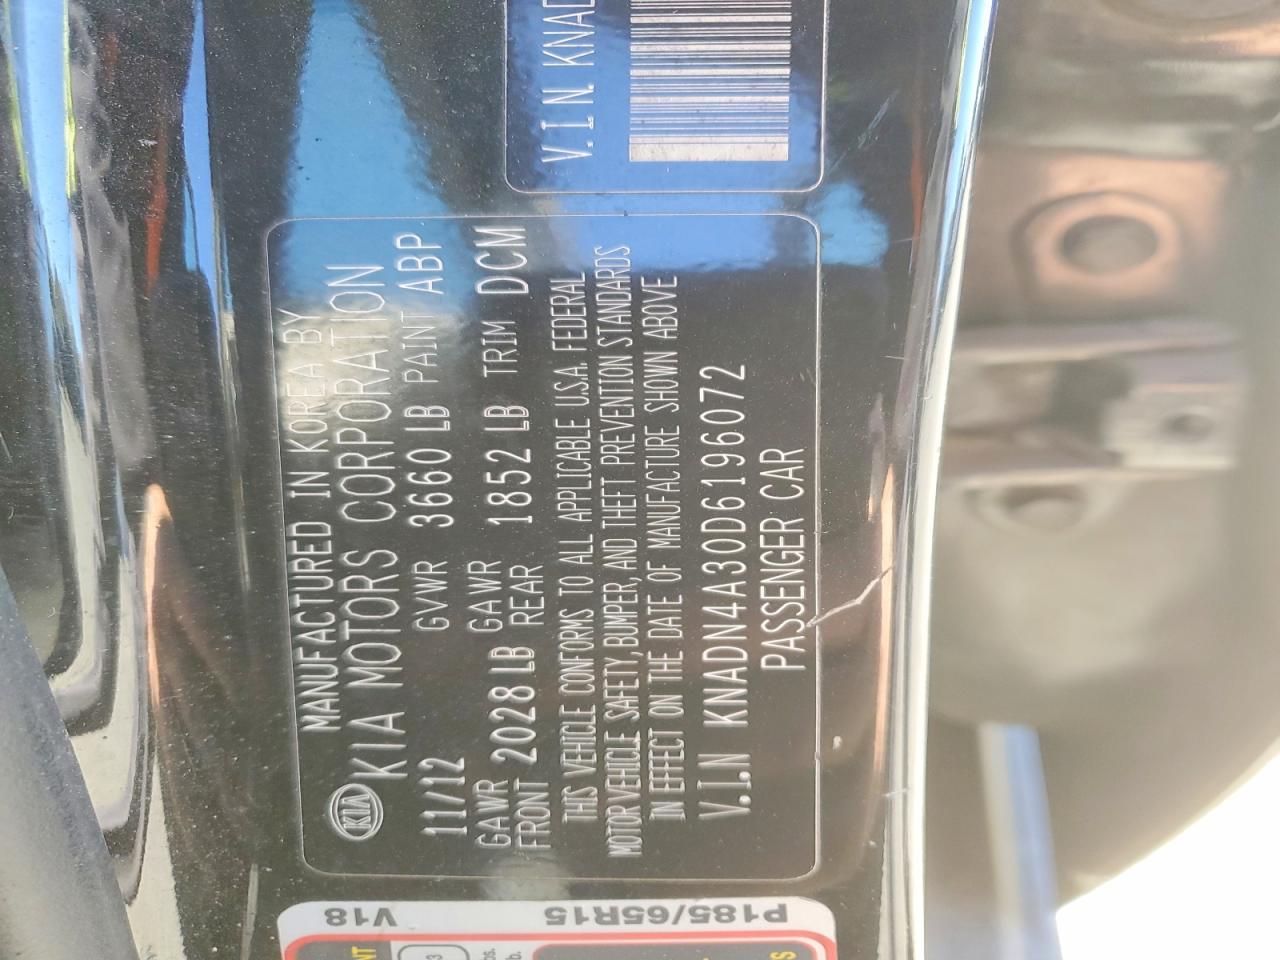 V.I.N. KNAD
MANUFACTURED IN KOREA BY
KIA KIA MOTORS CORPORATION
11/12 GVWR 3660 LB PAINT ABP
GAWR FRONT 2028 LB GAWR REAR 1852 LB TRIM DCM
THIS VEHICLE CONFORMS TO ALL APPLICABLE U.S.A. FEDERAL
MOTOR VEHICLE SAFETY, BUMPER, AND THEFT PREVENTION STANDARDS
IN EFFECT ON THE DATE OF MANUFACTURE SHOWN ABOVE
V.I.N KNADN4A30D6196072
PASSENGER CAR
V18
P185/65R15